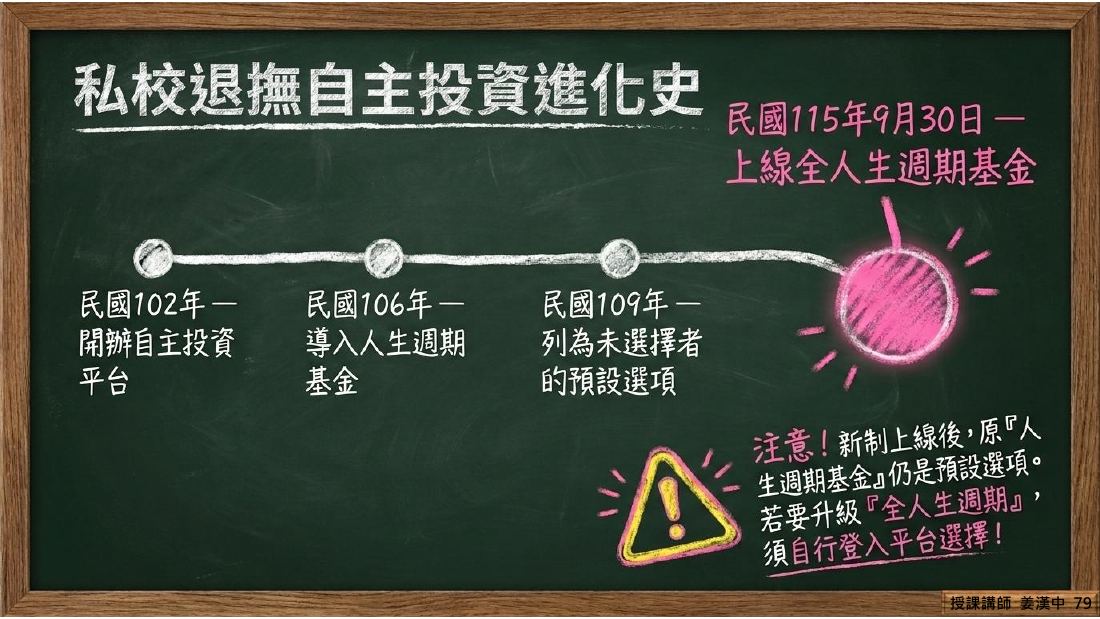 私校退撫自主投資進化史
民國115年9月30日－
上線全人生週期基金
民國102年－
開辦自主投資
平台
民國106年－
導入人生週期
基金
民國109年－
列為未選擇者
的預設選項
注意！新制上線後，原『人
生週期基金』仍是預設選項。
若要升級『全人生週期』，
須自行登入平台選擇！
授課講師 姜漢中 79